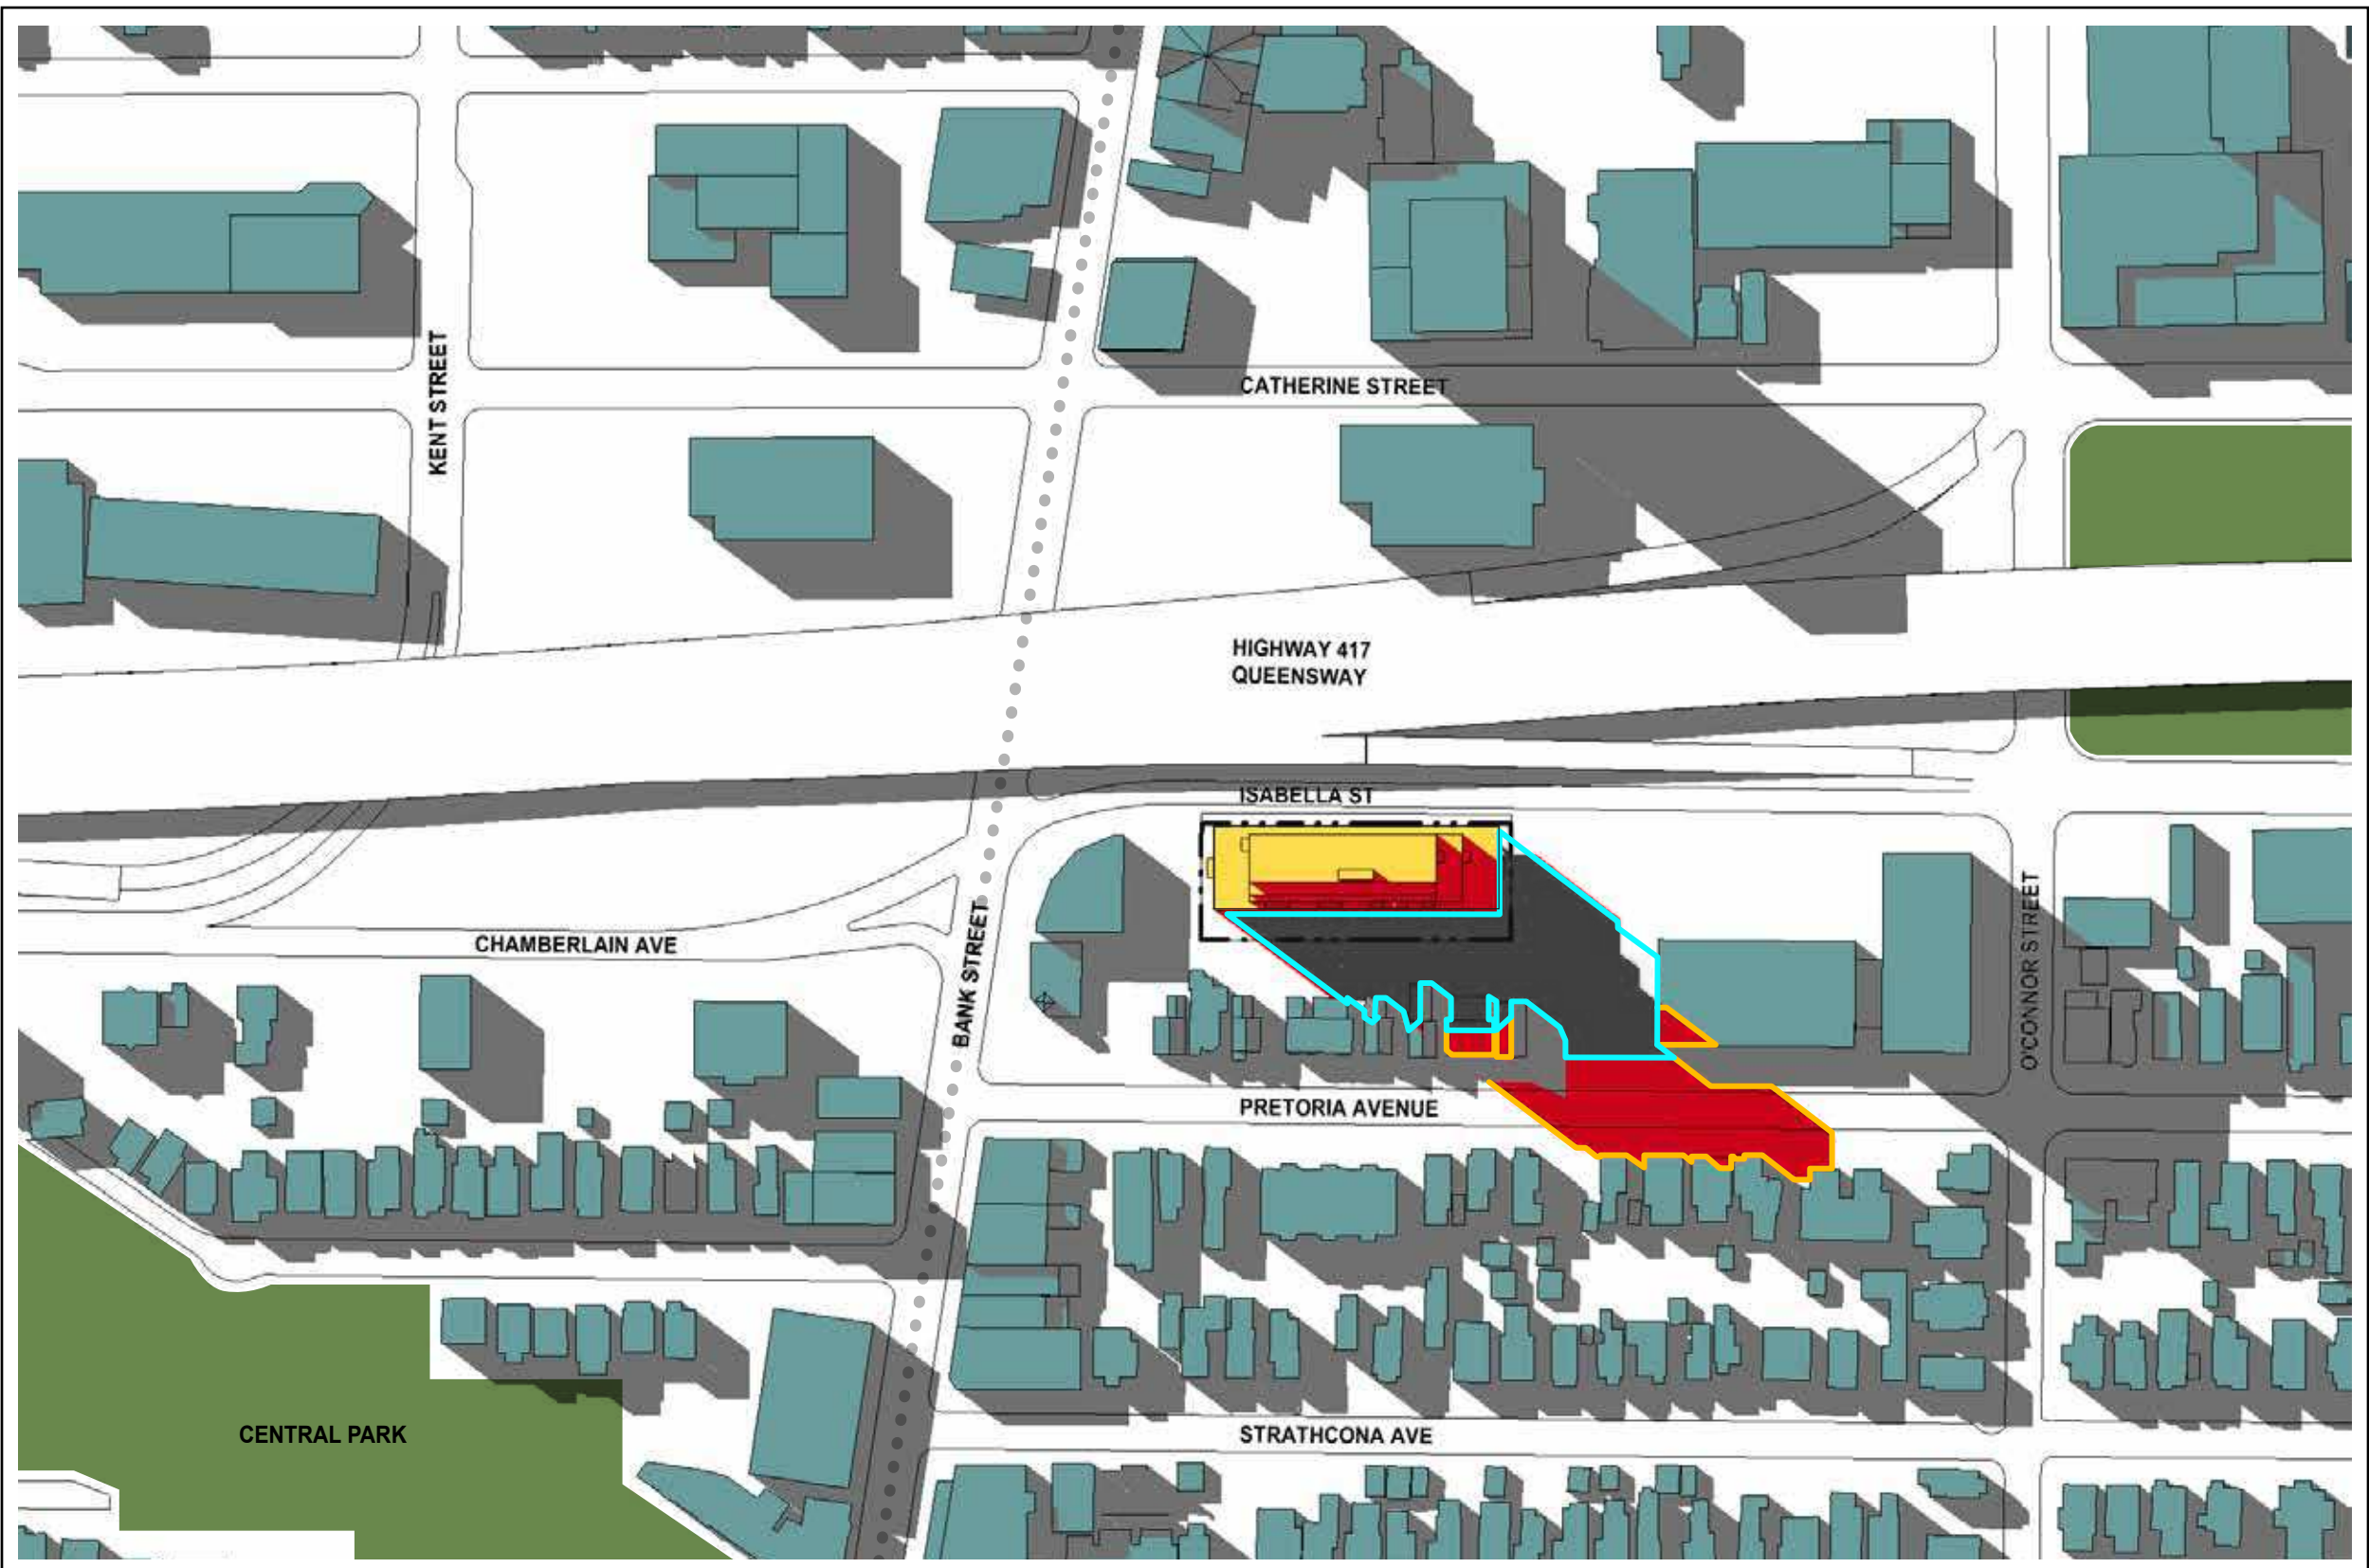 KENT STREET
CATHERINE STREET
HIGHWAY 417
QUEENSWAY
ISABELLA ST
CHAMBERLAIN AVE
BANK STREET
O'CONNOR STREET
PRETORIA AVENUE
CENTRAL PARK
STRATHCONA AVE